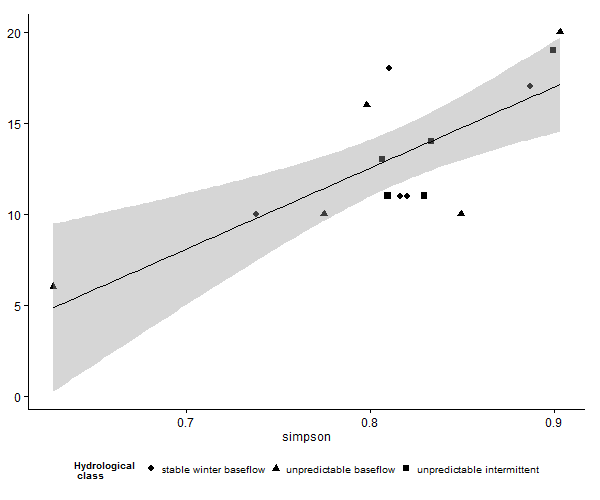 20
15
10
5
0
0.7 0.8 0.9
simpson
Hydrological
class
stable winter baseflow unpredictable baseflow unpredictable intermittent